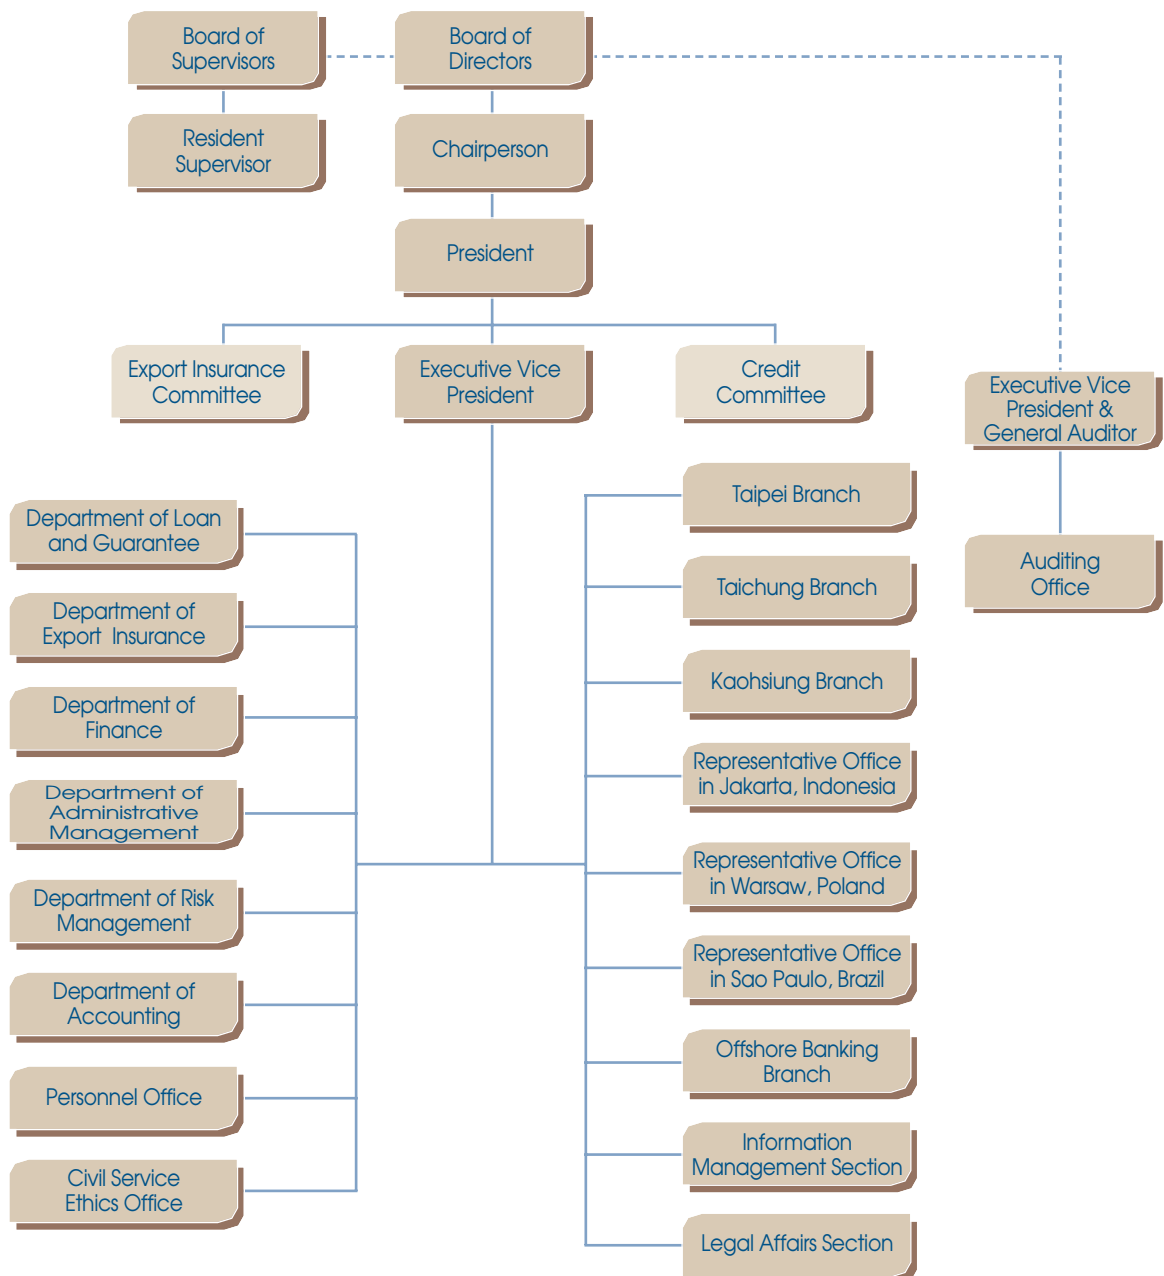 Board of
Supervisors
Board of
Directors
Resident
Supervisor
Chairperson
President
Export Insurance
Committee
Executive Vice
President
Credit
Committee
Executive Vice
President &
General Auditor
Auditing
Office
Department of Loan
and Guarantee
Department of
Export Insurance
Department of
Finance
Department of
Administrative
Management
Department of Risk
Management
Department of
Accounting
Personnel Office
Civil Service
Ethics Office
Taipei Branch
Taichung Branch
Kaohsiung Branch
Representative Office
in Jakarta, Indonesia
Representative Office
in Warsaw, Poland
Representative Office
in Sao Paulo, Brazil
Offshore Banking
Branch
Information
Management Section
Legal Affairs Section